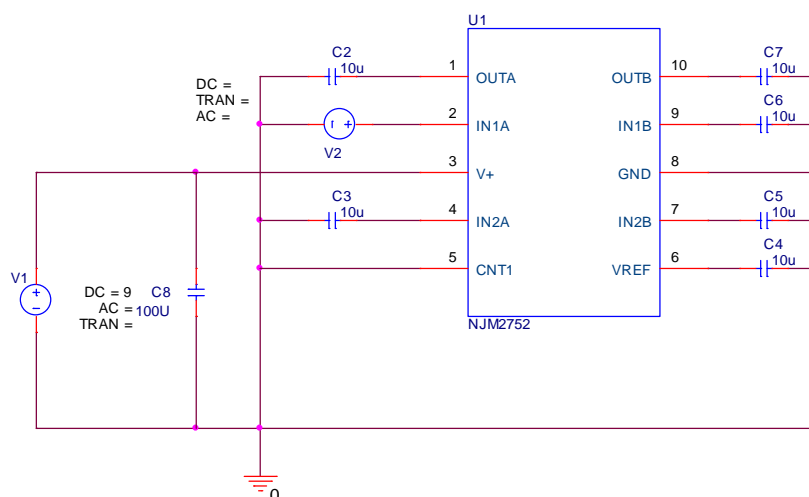 U1
C2
10u
1
OUTA
OUTB
10
C7
10u
DC =
TRAN =
AC =
V2
2
IN1A
IN1B
9
C6
10u
3
V+
GND
8
C3
10u
4
IN2A
IN2B
7
C5
10u
5
CNT1
VREF
6
C4
10u
V1
DC = 9
AC =
TRAN =
C8
100U
NJM2752
0